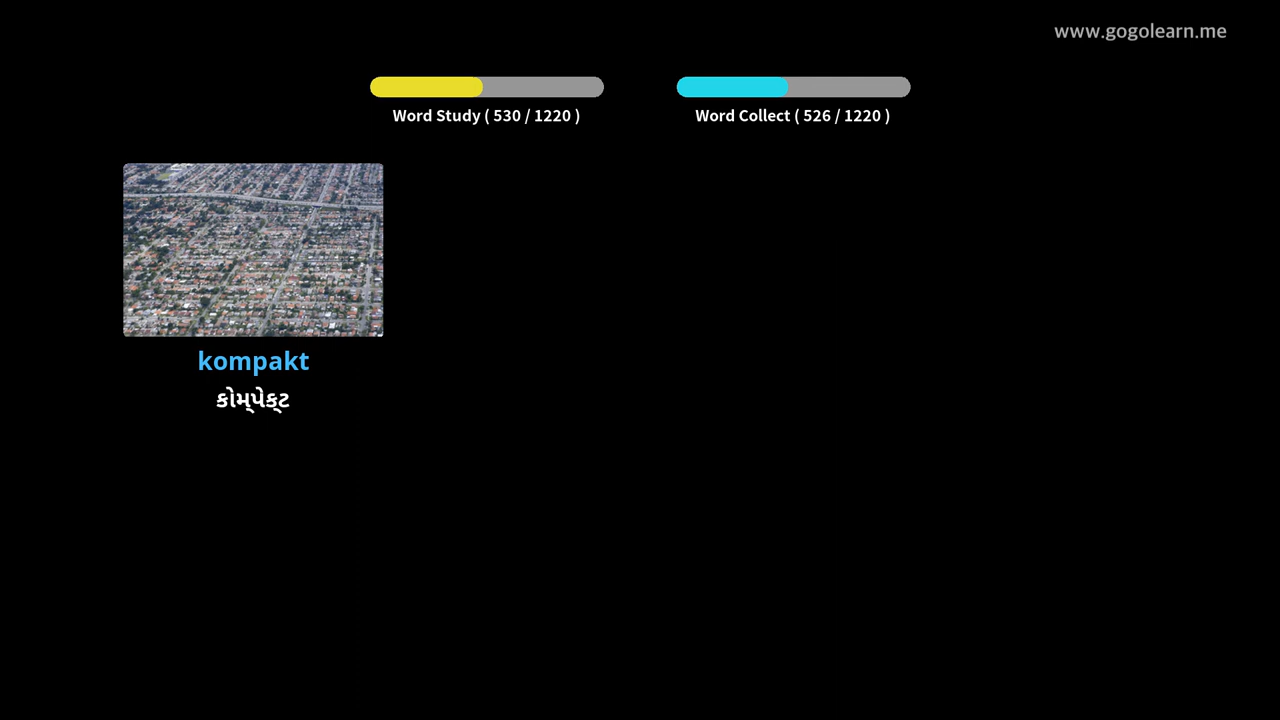 www.gogolearn.me
Word Study ( 530 / 1220 )
Word Collect ( 526 / 1220 )
kompakt
કોમ્પેક્ટ